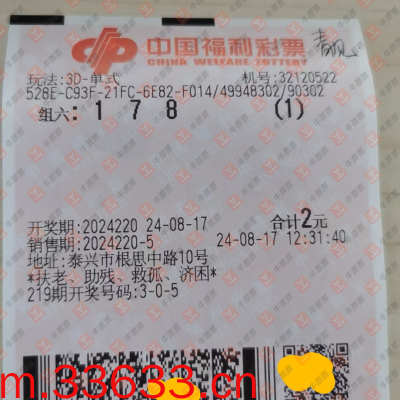 中国福利彩票
CHINA WELFARE LOTTERY
玩法:3D-单式 机号:32120522
528E-C93F-21FC-6E82-F014/49948302/90302
组六: 1 7 8 (1)
开奖期:2024220 24-08-17 合计2元
销售期:2024220-5 24-08-17 12:31:40
地址:泰兴市根思中路10号
*扶老、助残、救孤、济困*
219期开奖号码:3-0-5
m.33633.cn